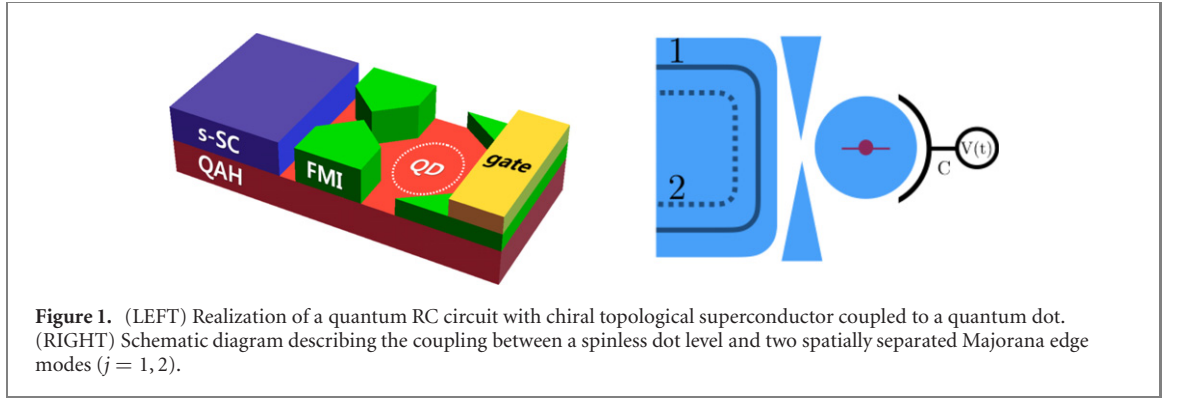 s-SC
QAH
FMI
QD
gate
1
2
C
V(t)
Figure 1. (LEFT) Realization of a quantum RC circuit with chiral topological superconductor coupled to a quantum dot.
(RIGHT) Schematic diagram describing the coupling between a spinless dot level and two spatially separated Majorana edge
modes (j = 1, 2).